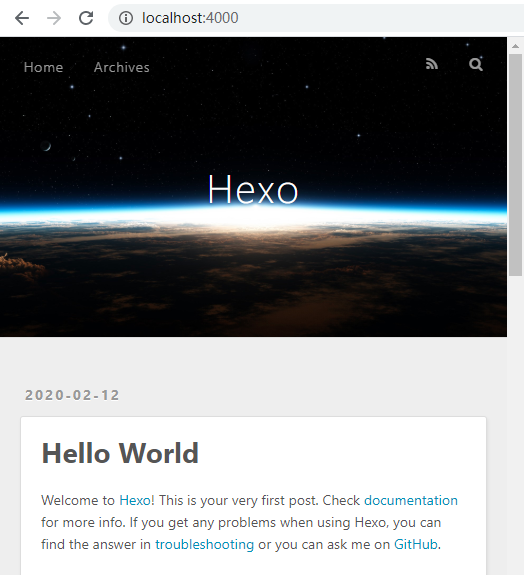 localhost:4000
Home Archives
Hexo
2020-02-12
Hello World
Welcome to Hexo! This is your very first post. Check documentation
for more info. If you get any problems when using Hexo, you can
find the answer in troubleshooting or you can ask me on GitHub.